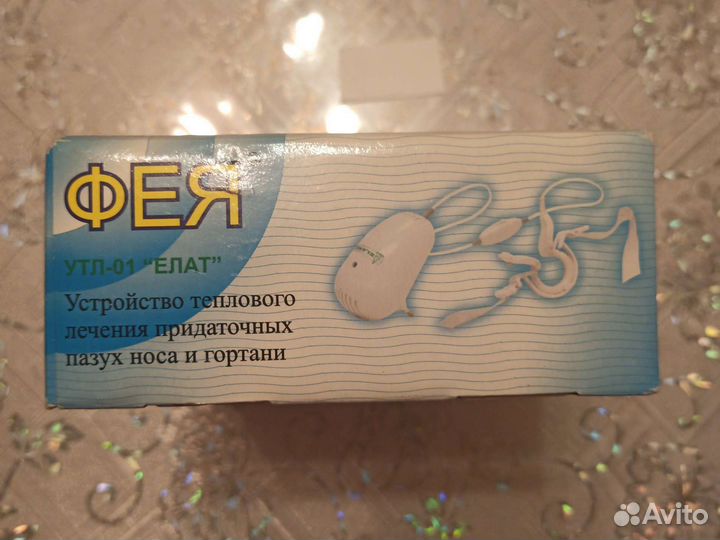 ФЕЯ
УТЛ-01 "ЕЛАТ"
Устройство теплового
лечения придаточных
пазух носа и гортани
Avito